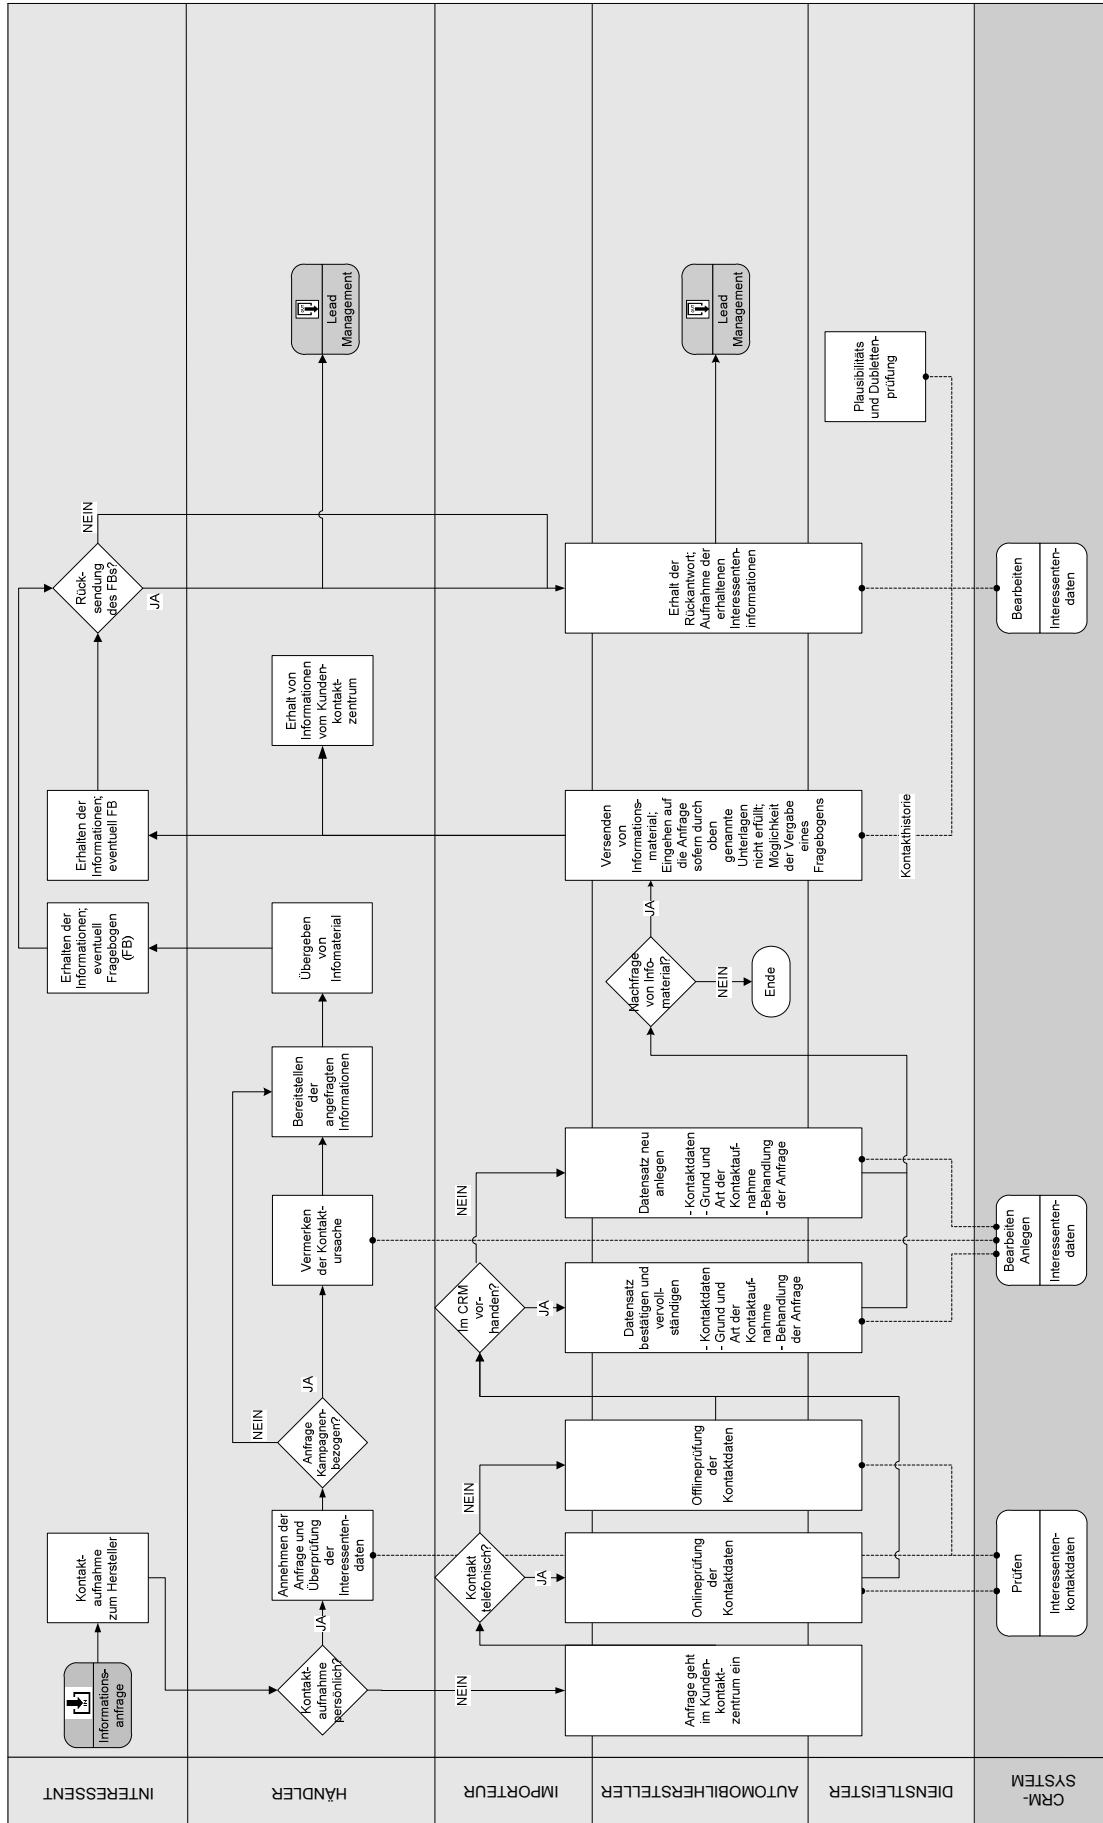 INTERESSENT
Informations-
anfrage
Kontakt-
aufnahme
zum Hersteller
Erhalten der
Informationen;
eventuell
Fragebogen
(FB)
Erhalten der
Informationen;
eventuell FB
Rück-
sendung
des FBs?
NEIN
JA
HÄNDLER
Kontakt-
aufnahme
persönlich?
JA
NEIN
Annehmen der
Anfrage und
Überprüfung
der
Interessenten-
daten
Anfrage
Kampagnen-
bezogen?
NEIN
JA
Vermerken
der Kontakt-
ursache
Bereitstellen
der
angefragten
Informationen
Übergeben
von
Infomaterial
Erhalt von
Informationen
vom Kunden-
kontakt-
zentrum
Lead
Management
IMPORTEUR
AUTOMOBILHERSTELLER
DIENSTLEISTER
Anfrage geht
im Kunden-
kontakt-
zentrum ein
Kontakt
telefonisch?
JA
NEIN
Onlineprüfung
der
Kontaktdaten
Offlineprüfung
der
Kontaktdaten
Im CRM
vor-
handen?
JA
NEIN
Datensatz
bestätigen und
vervoll-
ständigen
- Kontaktdaten
- Grund und
Art der
Kontaktauf-
nahme
- Behandlung
der Anfrage
Datensatz neu
anlegen
- Kontaktdaten
- Grund und
Art der
Kontaktauf-
nahme
- Behandlung
der Anfrage
Nachfrage
von Info-
material?
JA
NEIN
Ende
Versenden
von
Informations-
material;
Eingehen auf
die Anfrage
sofern durch
oben
genannte
Unterlagen
nicht erfüllt;
Möglichkeit
der Vergabe
eines
Fragebogens
Kontakthistorie
Erhalt der
Rückantwort;
Aufnahme der
erhaltenen
Interessenten-
informationen
Lead
Management
Plausibilitäts
und Dubletten-
prüfung
CRM-
SYSTEM
Prüfen
Interessenten-
kontaktdaten
Bearbeiten
Anlegen
Interessenten-
daten
Bearbeiten
Interessenten-
daten